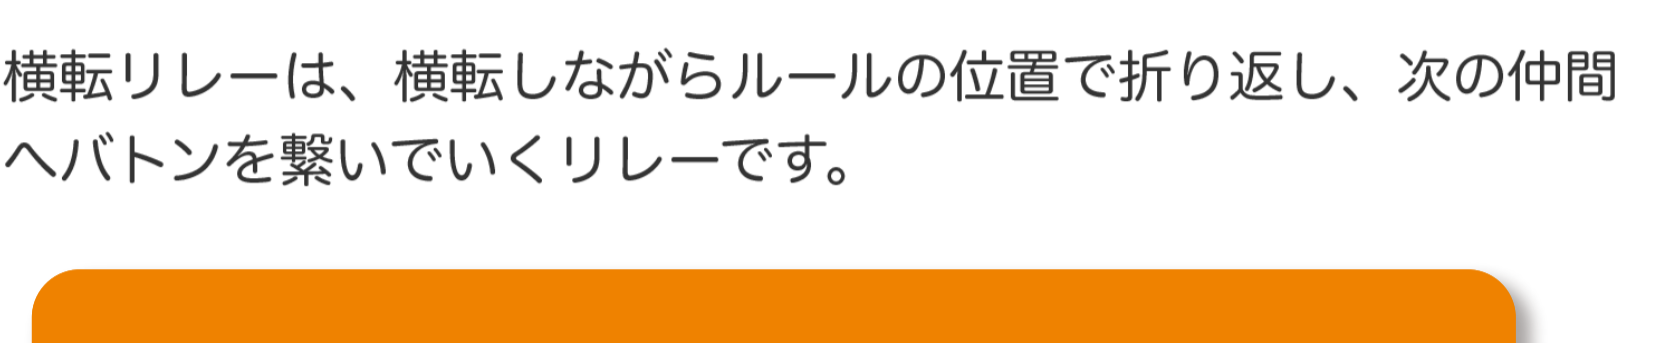 横転リレーは、横転しながらルールの位置で折り返し、次の仲間
へバトンを繋いでいくリレーです。